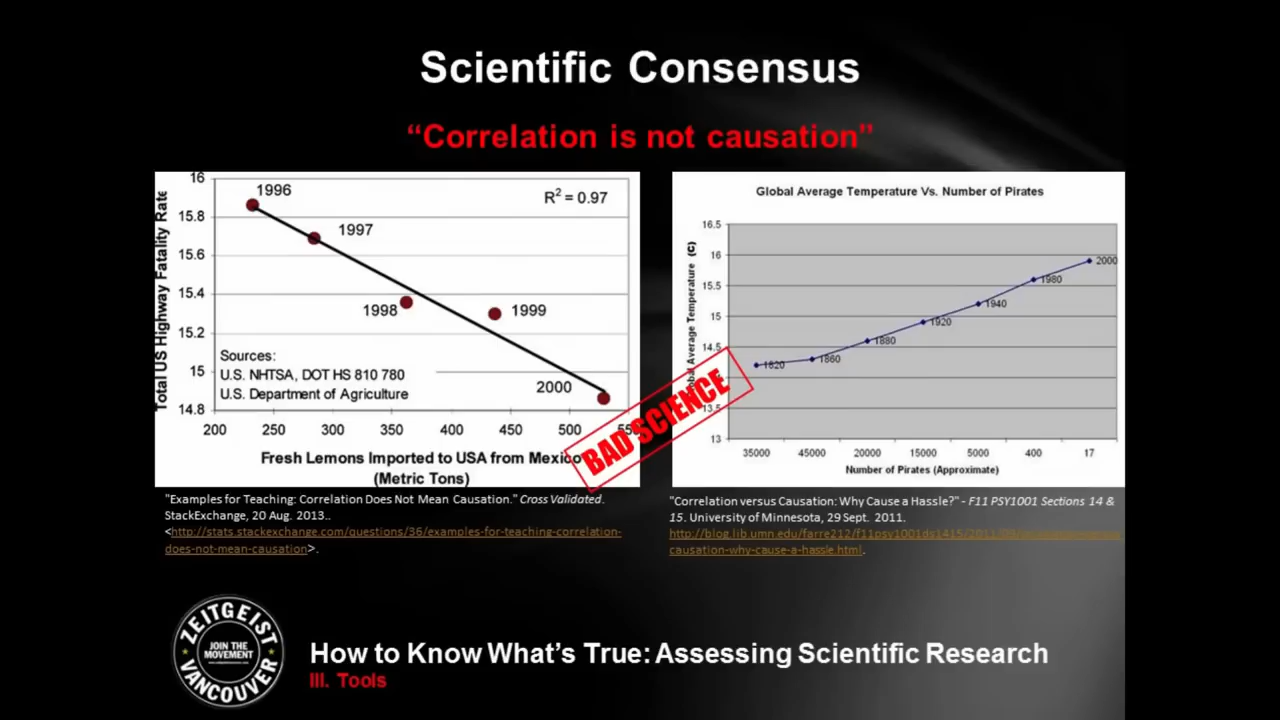 Scientific Consensus
“Correlation is not causation”
16
15.8
15.6
15.4
15.2
15
14.8
Total US Highway Fatality Rate
1996
1997
1998
1999
2000
R² = 0.97
Sources:
U.S. NHTSA, DOT HS 810 780
U.S. Department of Agriculture
200 250 300 350 400 450 500
Fresh Lemons Imported to USA from Mexico
(Metric Tons)
BAD SCIENCE
Global Average Temperature Vs. Number of Pirates
16.5
16
15.5
15
14.5
13.5
13
Average Temperature (C)
1820
1860
1880
1920
1940
1980
2000
35000 45000 20000 15000 5000 400 17
Number of Pirates (Approximate)
"Examples for Teaching: Correlation Does Not Mean Causation." Cross Validated.
StackExchange, 20 Aug. 2013..
<http://stats.stackexchange.com/questions/36/examples-for-teaching-correlation-
does-not-mean-causation>.
"Correlation versus Causation: Why Cause a Hassle?" - F11 PSY1001 Sections 14 &
15. University of Minnesota, 29 Sept. 2011.
causation-why-cause-a-hassle.html.
ZEITGEIST
JOIN THE
MOVEMENT
VANCOUVER
How to Know What’s True: Assessing Scientific Research
III. Tools